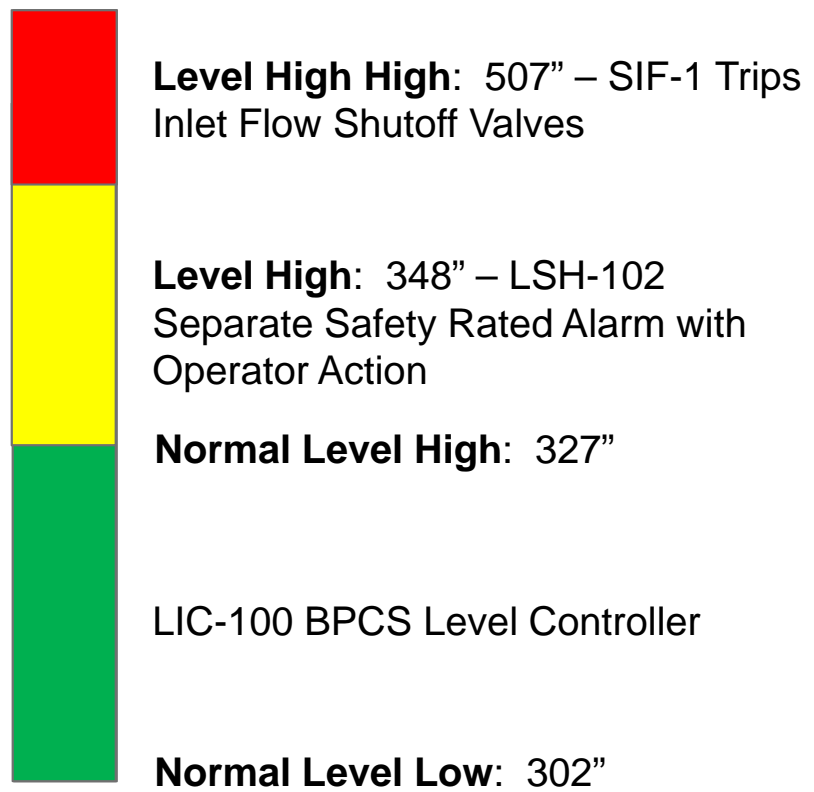 Level High High:  507” – SIF-1 Trips
Inlet Flow Shutoff Valves
Level High:  348” – LSH-102
Separate Safety Rated Alarm with
Operator Action
Normal Level High:  327”
LIC-100 BPCS Level Controller
Normal Level Low:  302”